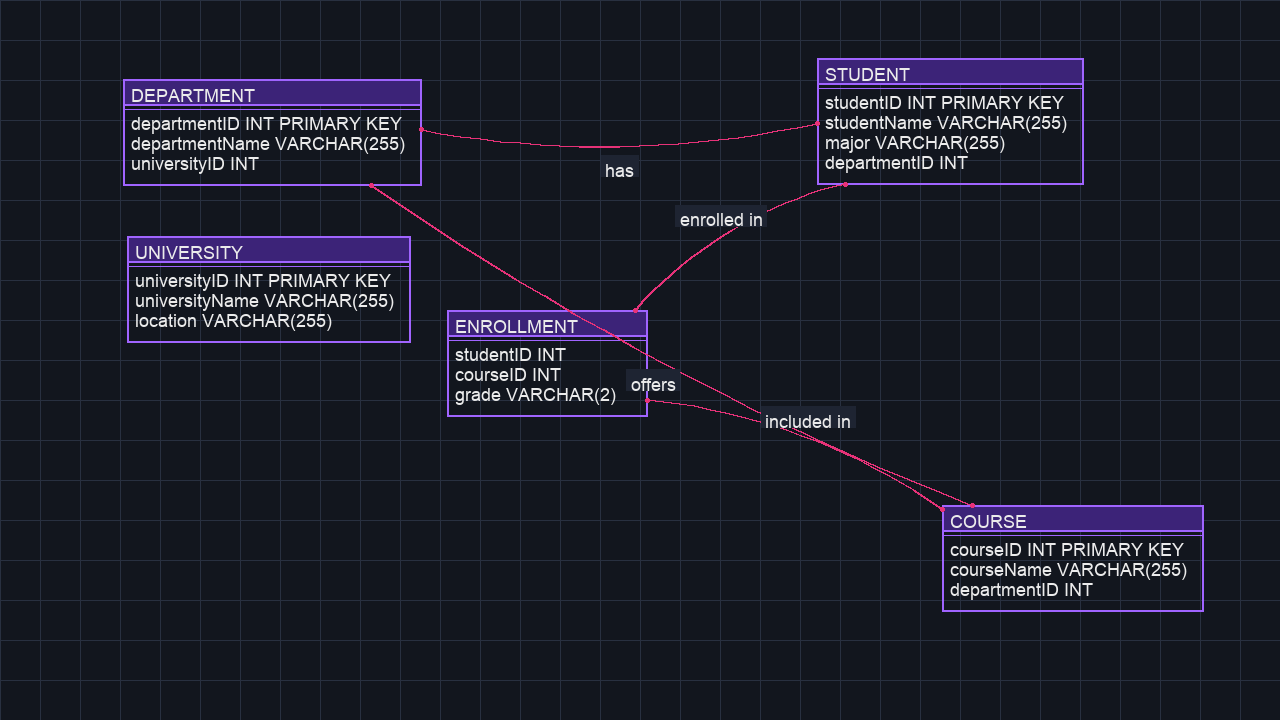 DEPARTMENT
departmentID INT PRIMARY KEY
departmentName VARCHAR(255)
universityID INT
STUDENT
studentID INT PRIMARY KEY
studentName VARCHAR(255)
major VARCHAR(255)
departmentID INT
has
enrolled in
UNIVERSITY
universityID INT PRIMARY KEY
universityName VARCHAR(255)
location VARCHAR(255)
ENROLLMENT
studentID INT
courseID INT
grade VARCHAR(2)
offers
included in
COURSE
courseID INT PRIMARY KEY
courseName VARCHAR(255)
departmentID INT